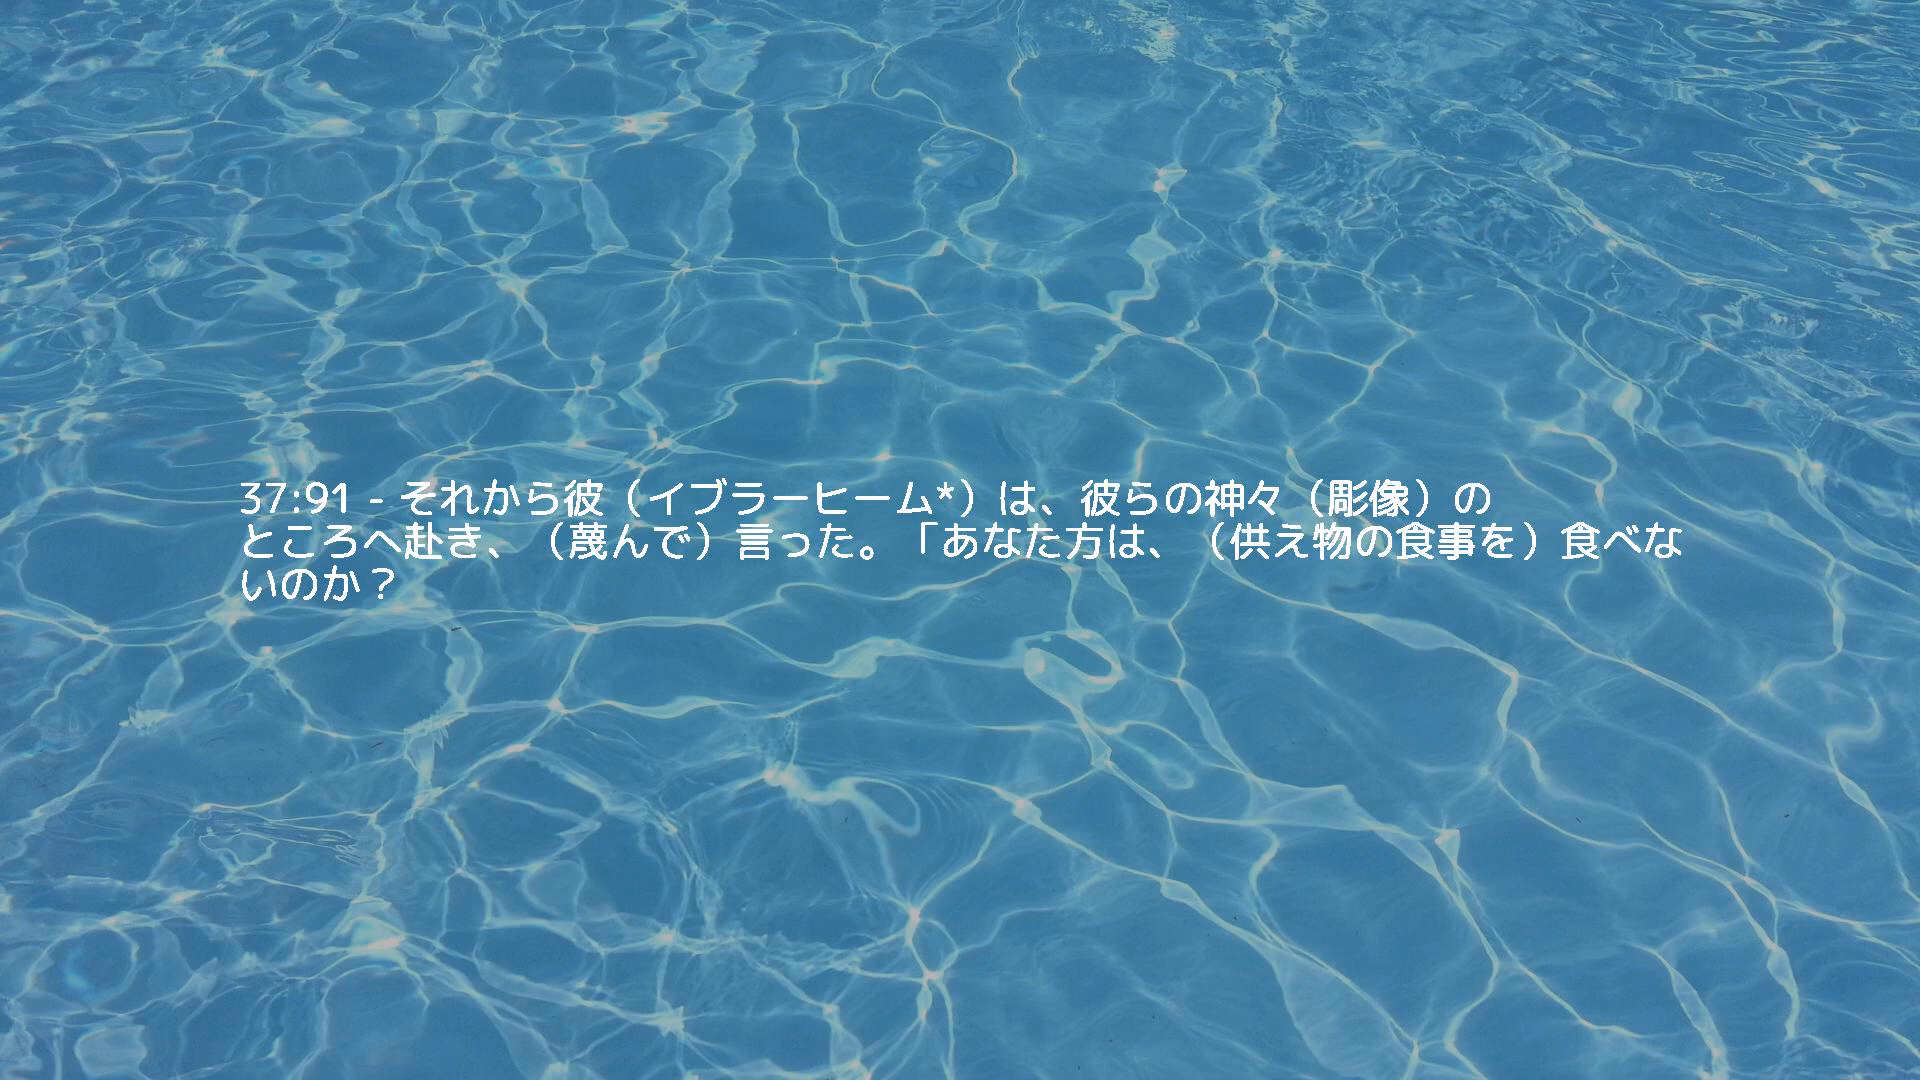 37:91 - それから彼（イブラーヒーム*）は、彼らの神々（彫像）の
ところへ赴き、（蔑んで）言った。「あなた方は、（供え物の食事を）食べな
いのか？